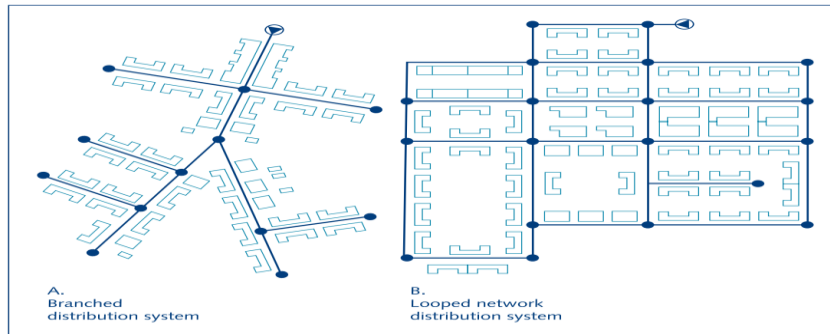 A.
Branched
distribution system
B.
Looped network
distribution system